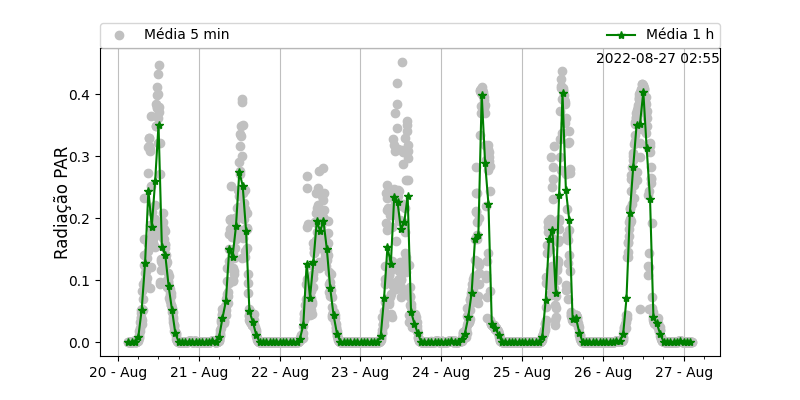 Média 5 min
Média 1 h
2022-08-27 02:55
Radiação PAR
0.4
0.3
0.2
0.1
0.0
20 - Aug
21 - Aug
22 - Aug
23 - Aug
24 - Aug
25 - Aug
26 - Aug
27 - Aug